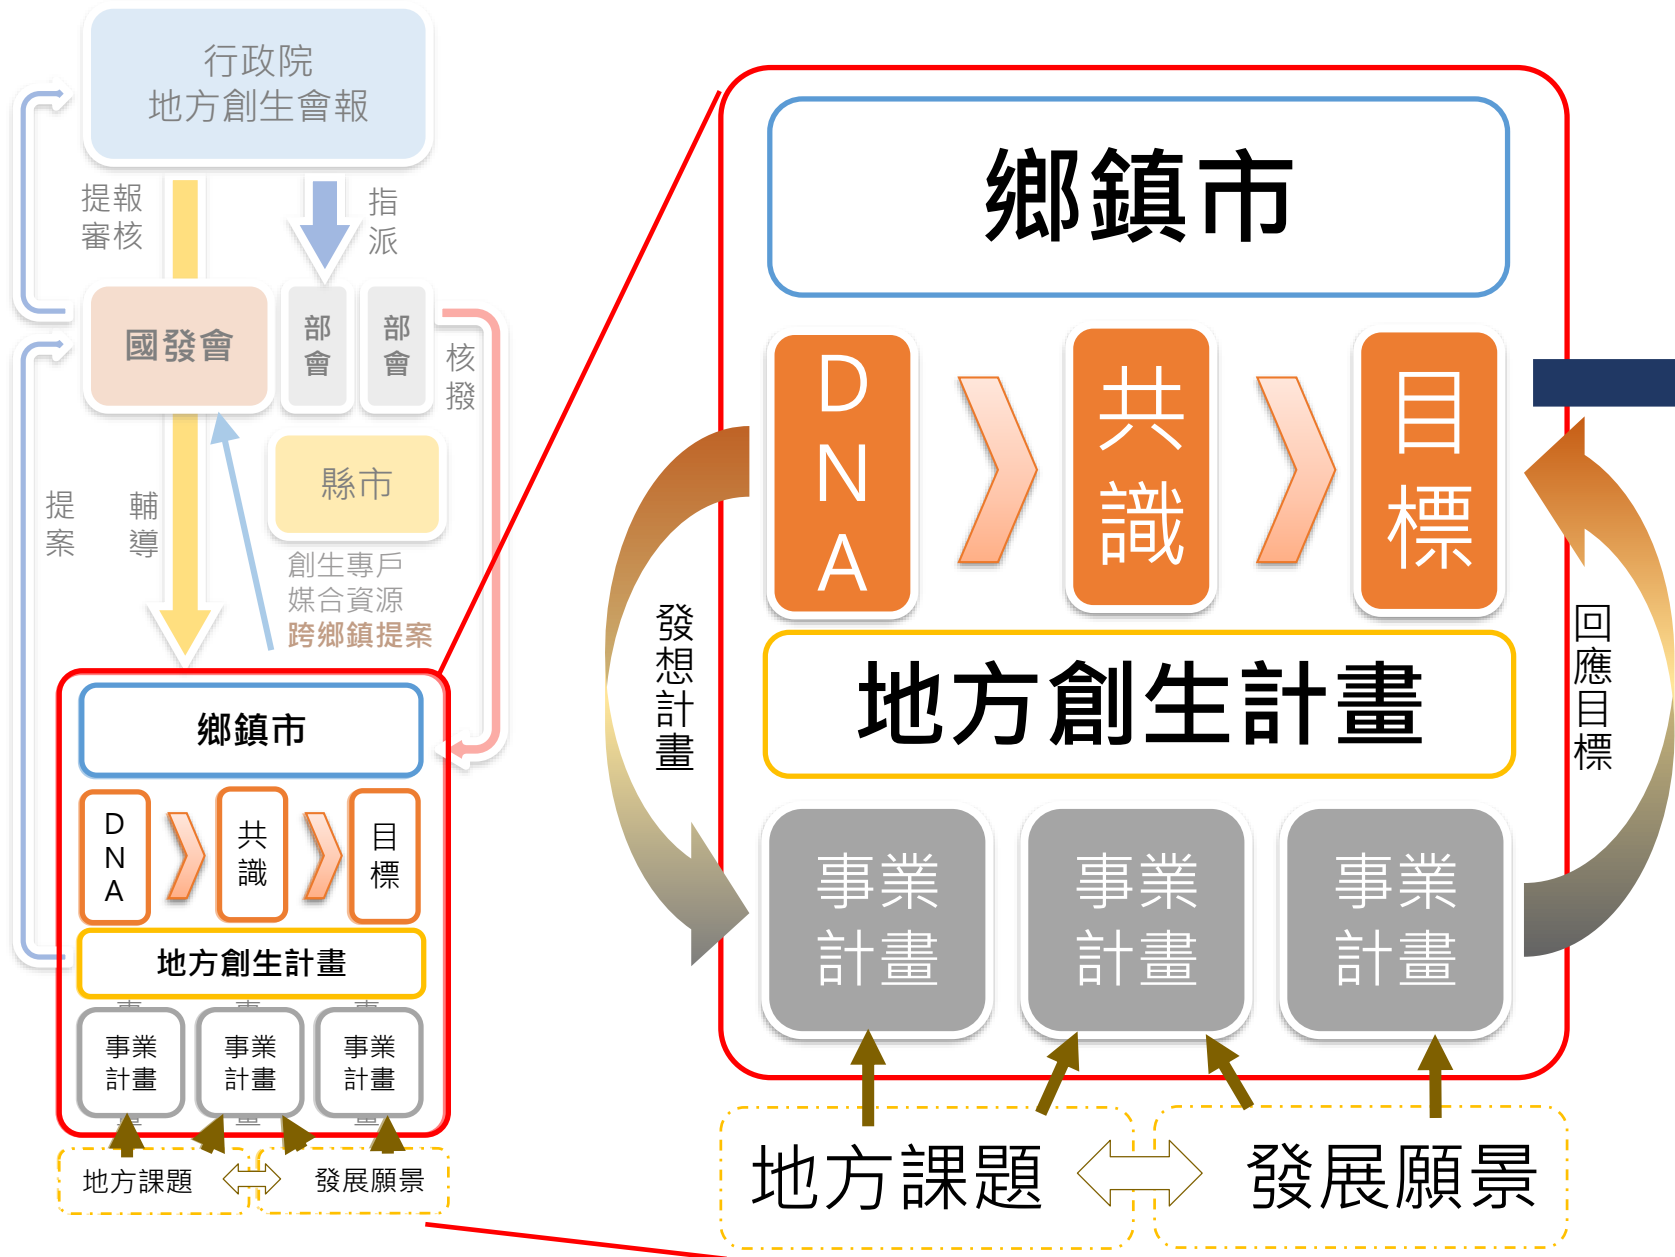 行政院
地方創生會報
提報
審核
指
派
國發會
部
會
部
會
核
撥
縣市
提
案
輔
導
創生專戶
媒合資源
跨鄉鎮提案
鄉鎮市
D
N
A
共
識
目
標
地方創生計畫
事業
計畫
事業
計畫
事業
計畫
地方課題
發展願景
鄉鎮市
D
N
A
共
識
目
標
發
想
計
畫
回
應
目
標
地方創生計畫
事業
計畫
事業
計畫
事業
計畫
地方課題
發展願景